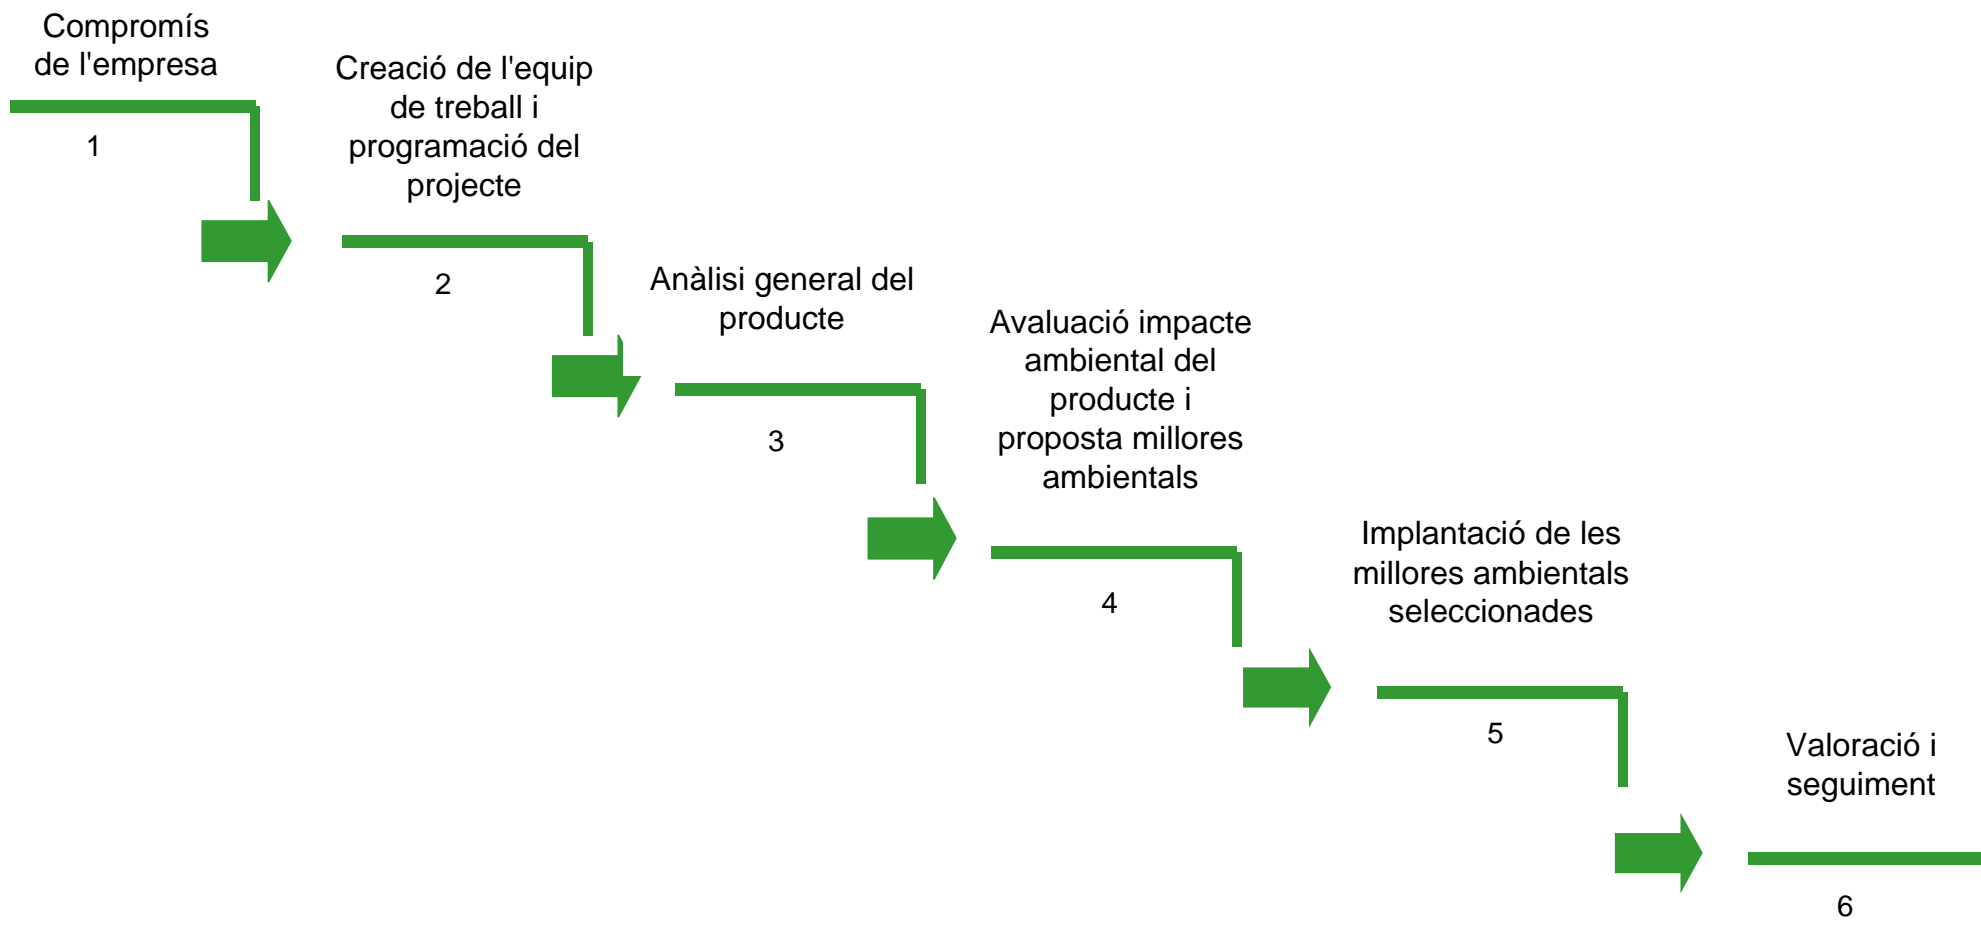 Compromís
de l'empresa
1
Creació de l'equip
de treball i
programació del
projecte
2
Anàlisi general del
producte
3
Avaluació impacte
ambiental del
producte i
proposta millores
ambientals
4
Implantació de les
millores ambientals
seleccionades
5
Valoració i
seguiment
6